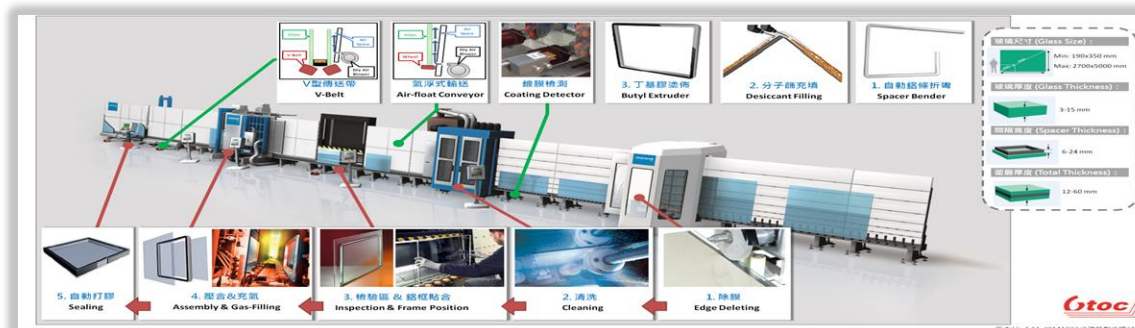 V型傳送帶
V-Belt
氣浮式輸送
Air-float Conveyor
鍍膜檢測
Coating Detector
3. 丁基膠塗佈
Butyl Extruder
2. 分子篩充填
Desiccant Filling
1. 自動鋁條折彎
Spacer Bender
玻璃尺寸 (Glass Size):
Min: 190x350 mm
Max: 2700x5000 mm
玻璃厚度 (Glass Thickness):
3-15 mm
間隔寬度 (Spacer Thickness):
6-24 mm
(Total Thickness):
12-60 mm
5. 自動打膠
Sealing
4. 壓合&充氣
Assembly & Gas-Filling
3. 檢驗區 & 鋁框貼合
Inspection & Frame Position
2. 清洗
Cleaning
1. 除膜
Edge Deleting
Gtoc